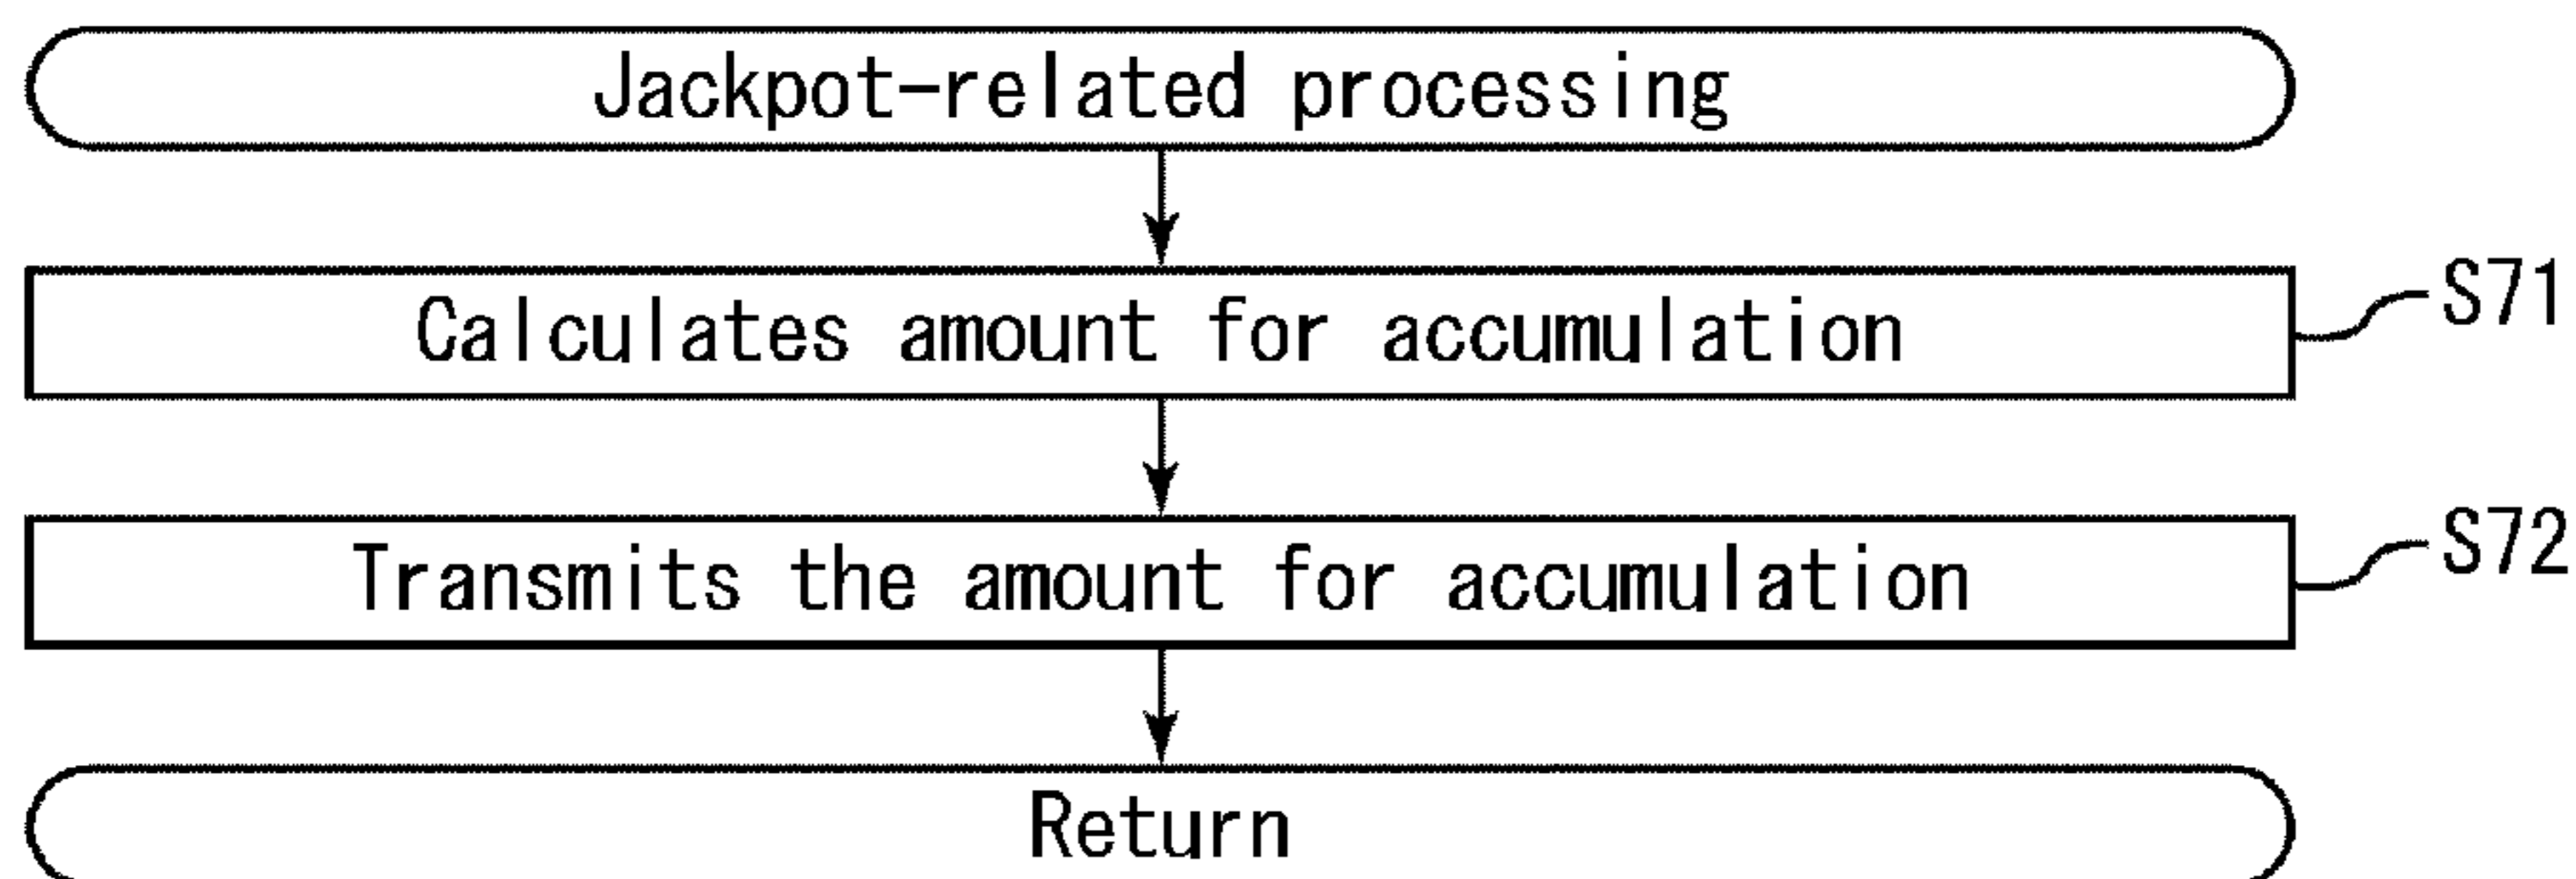 Jackpot-related processing
Calculates amount for accumulation
S71
Transmits the amount for accumulation
S72
Return